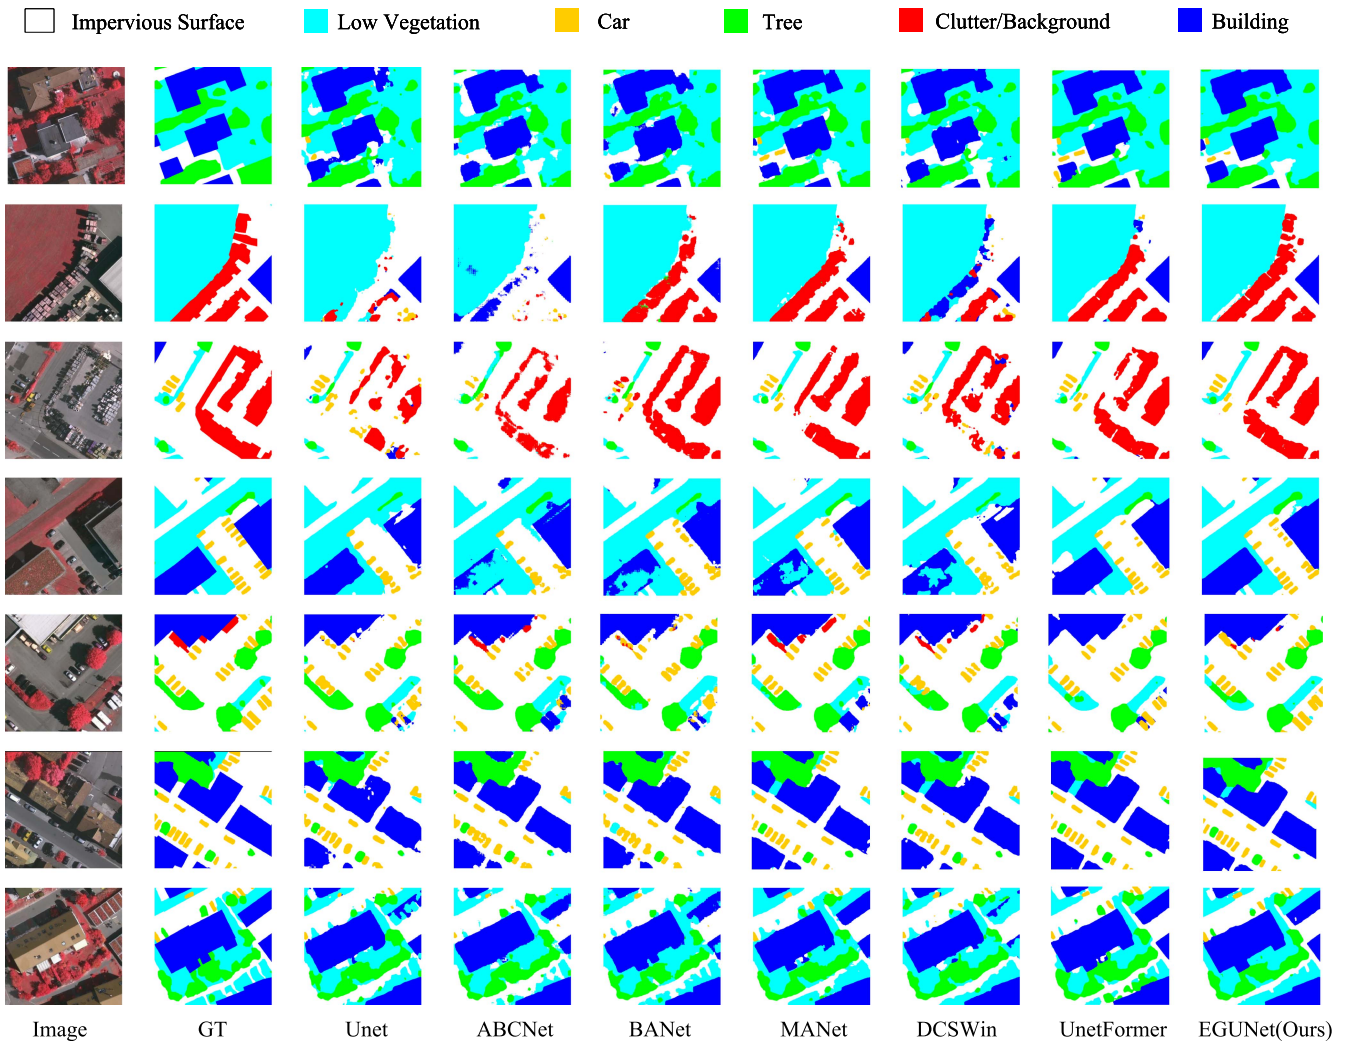 Impervious Surface Low Vegetation Car Tree Clutter/Background Building
Image GT Unet ABCNet BANet MANet DCSWin UnetFormer EGUNet(Ours)